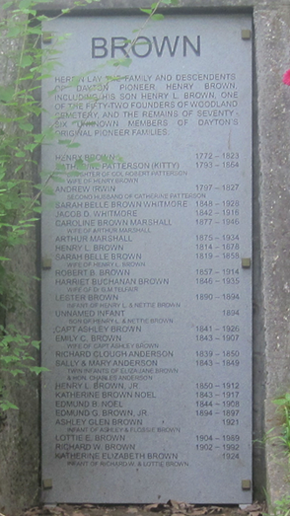 BROWN
HEREIN LAY THE FAMILY AND DESCENDENTS
OF DAYTON PIONEER, HENRY BROWN,
INCLUDING HIS SON HENRY L. BROWN, ONE
OF THE FIFTY-TWO FOUNDERS OF WOODLAND
CEMETERY, AND THE REMAINS OF SEVENTY-
SIX UNKNOWN MEMBERS OF DAYTON'S
ORIGINAL PIONEER FAMILIES.
HENRY BROWN 1772 – 1823
CATHARINE PATTERSON (KITTY) 1793 – 1864
DAUGHTER OF COL ROBERT PATTERSON
WIFE OF HENRY BROWN
ANDREW IRWIN 1797 – 1827
SECOND HUSBAND OF CATHARINE PATTERSON
SARAH BELLE BROWN WHITMORE 1848 – 1928
JACOB O. WHITMORE 1842 – 1915
CAROLINE BROWN MARSHALL 1877 – 1946
WIFE OF ARTHUR MARSHALL
ARTHUR MARSHALL 1875 – 1934
HENRY L. BROWN 1814 – 1878
SARAH BELLE BROWN 1819 – 1858
WIFE OF HENRY L. BROWN
ROBERT B. BROWN 1857 – 1914
HARRIET BUCHANAN BROWN 1846 – 1935
WIFE OF TELFAIR
LESTER BROWN 1890 – 1894
INFANT OF HENRY L. & NETTIE BROWN
UNNAMED INFANT 1894
SON OF HENRY L. & NETTIE BROWN
CAPT ASHLEY BROWN 1841 – 1926
EMILY C. BROWN 1843 – 1907
WIFE OF CAPT ASHLEY BROWN
RICHARD CLOUGH ANDERSON 1839 – 1850
SALLY & MARY ANDERSON 1843 – 1849
TWIN INFANTS OF ELIZA JANE BROWN
& HON. CHARLES ANDERSON
HENRY L. BROWN, JR. 1850 – 1912
KATHERINE BROWN NOEL 1843 – 1917
EDMUND R. NOEL 1844 – 1908
EDMUND G. BROWN, JR. 1894 – 1897
ASHLEY GLEN BROWN 1921
INFANT OF ASHLEY & FLOSSIE BROWN
LOTTIE E. BROWN 1904 – 1989
RICHARD W. BROWN 1902 – 1992
KATHERINE ELIZABETH BROWN 1924
INFANT OF RICHARD W. & LOTTIE BROWN